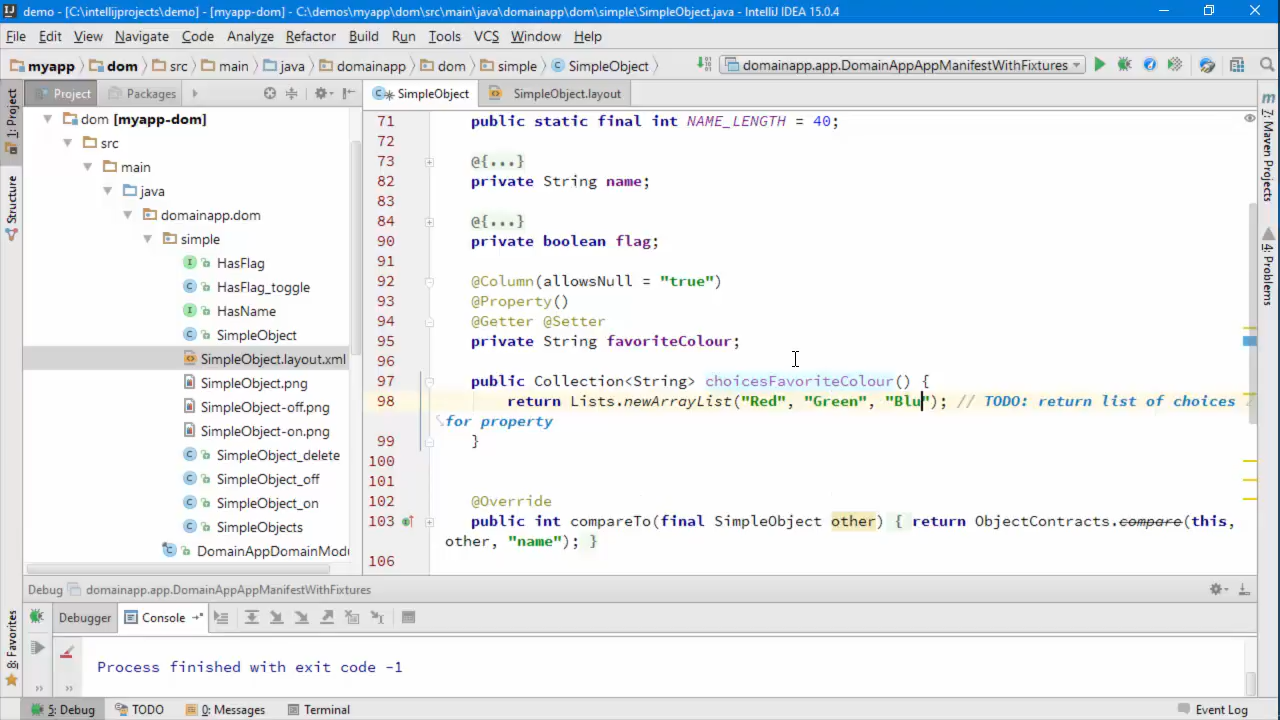 demo - [C:\intellijprojects\demo] - [myapp-dom] - C:\demos\myapp\dom\src\main\java\domainapp\dom\simple\SimpleObject.java - IntelliJ IDEA 15.0.4
File Edit View Navigate Code Analyze Refactor Build Run Tools VCS Window Help
myapp dom src main java domainapp dom simple SimpleObject domainapp.app.DomainAppAppManifestWithFixtures
1: Project
Structure
8: Favorites
Project Packages
dom [myapp-dom]
src
main
java
domainapp.dom
simple
HasFlag
HasFlag_toggle
HasName
SimpleObject
SimpleObject.layout.xml
SimpleObject.png
SimpleObject-off.png
SimpleObject-on.png
SimpleObject_delete
SimpleObject_off
SimpleObject_on
SimpleObjects
DomainAppDomainModu
SimpleObject SimpleObject.layout
71 public static final int NAME_LENGTH = 40;
72
73 @{...}
82 private String name;
83
84 @{...}
90 private boolean flag;
91
92 @Column(allowsNull = "true")
93 @Property()
94 @Getter @Setter
95 private String favoriteColour;
96
97 public Collection<String> choicesFavoriteColour() {
98 return Lists.newArrayList("Red", "Green", "Blu"); // TODO: return list of choices
for property
99 }
100
101
102 @Override
103 public int compareTo(final SimpleObject other) { return ObjectContracts.compare(this,
other, "name"); }
106
m 7: Maven Projects
4: Problems
Debug domainapp.app.DomainAppAppManifestWithFixtures
Debugger Console
Process finished with exit code -1
5: Debug TODO 0: Messages Terminal Event Log